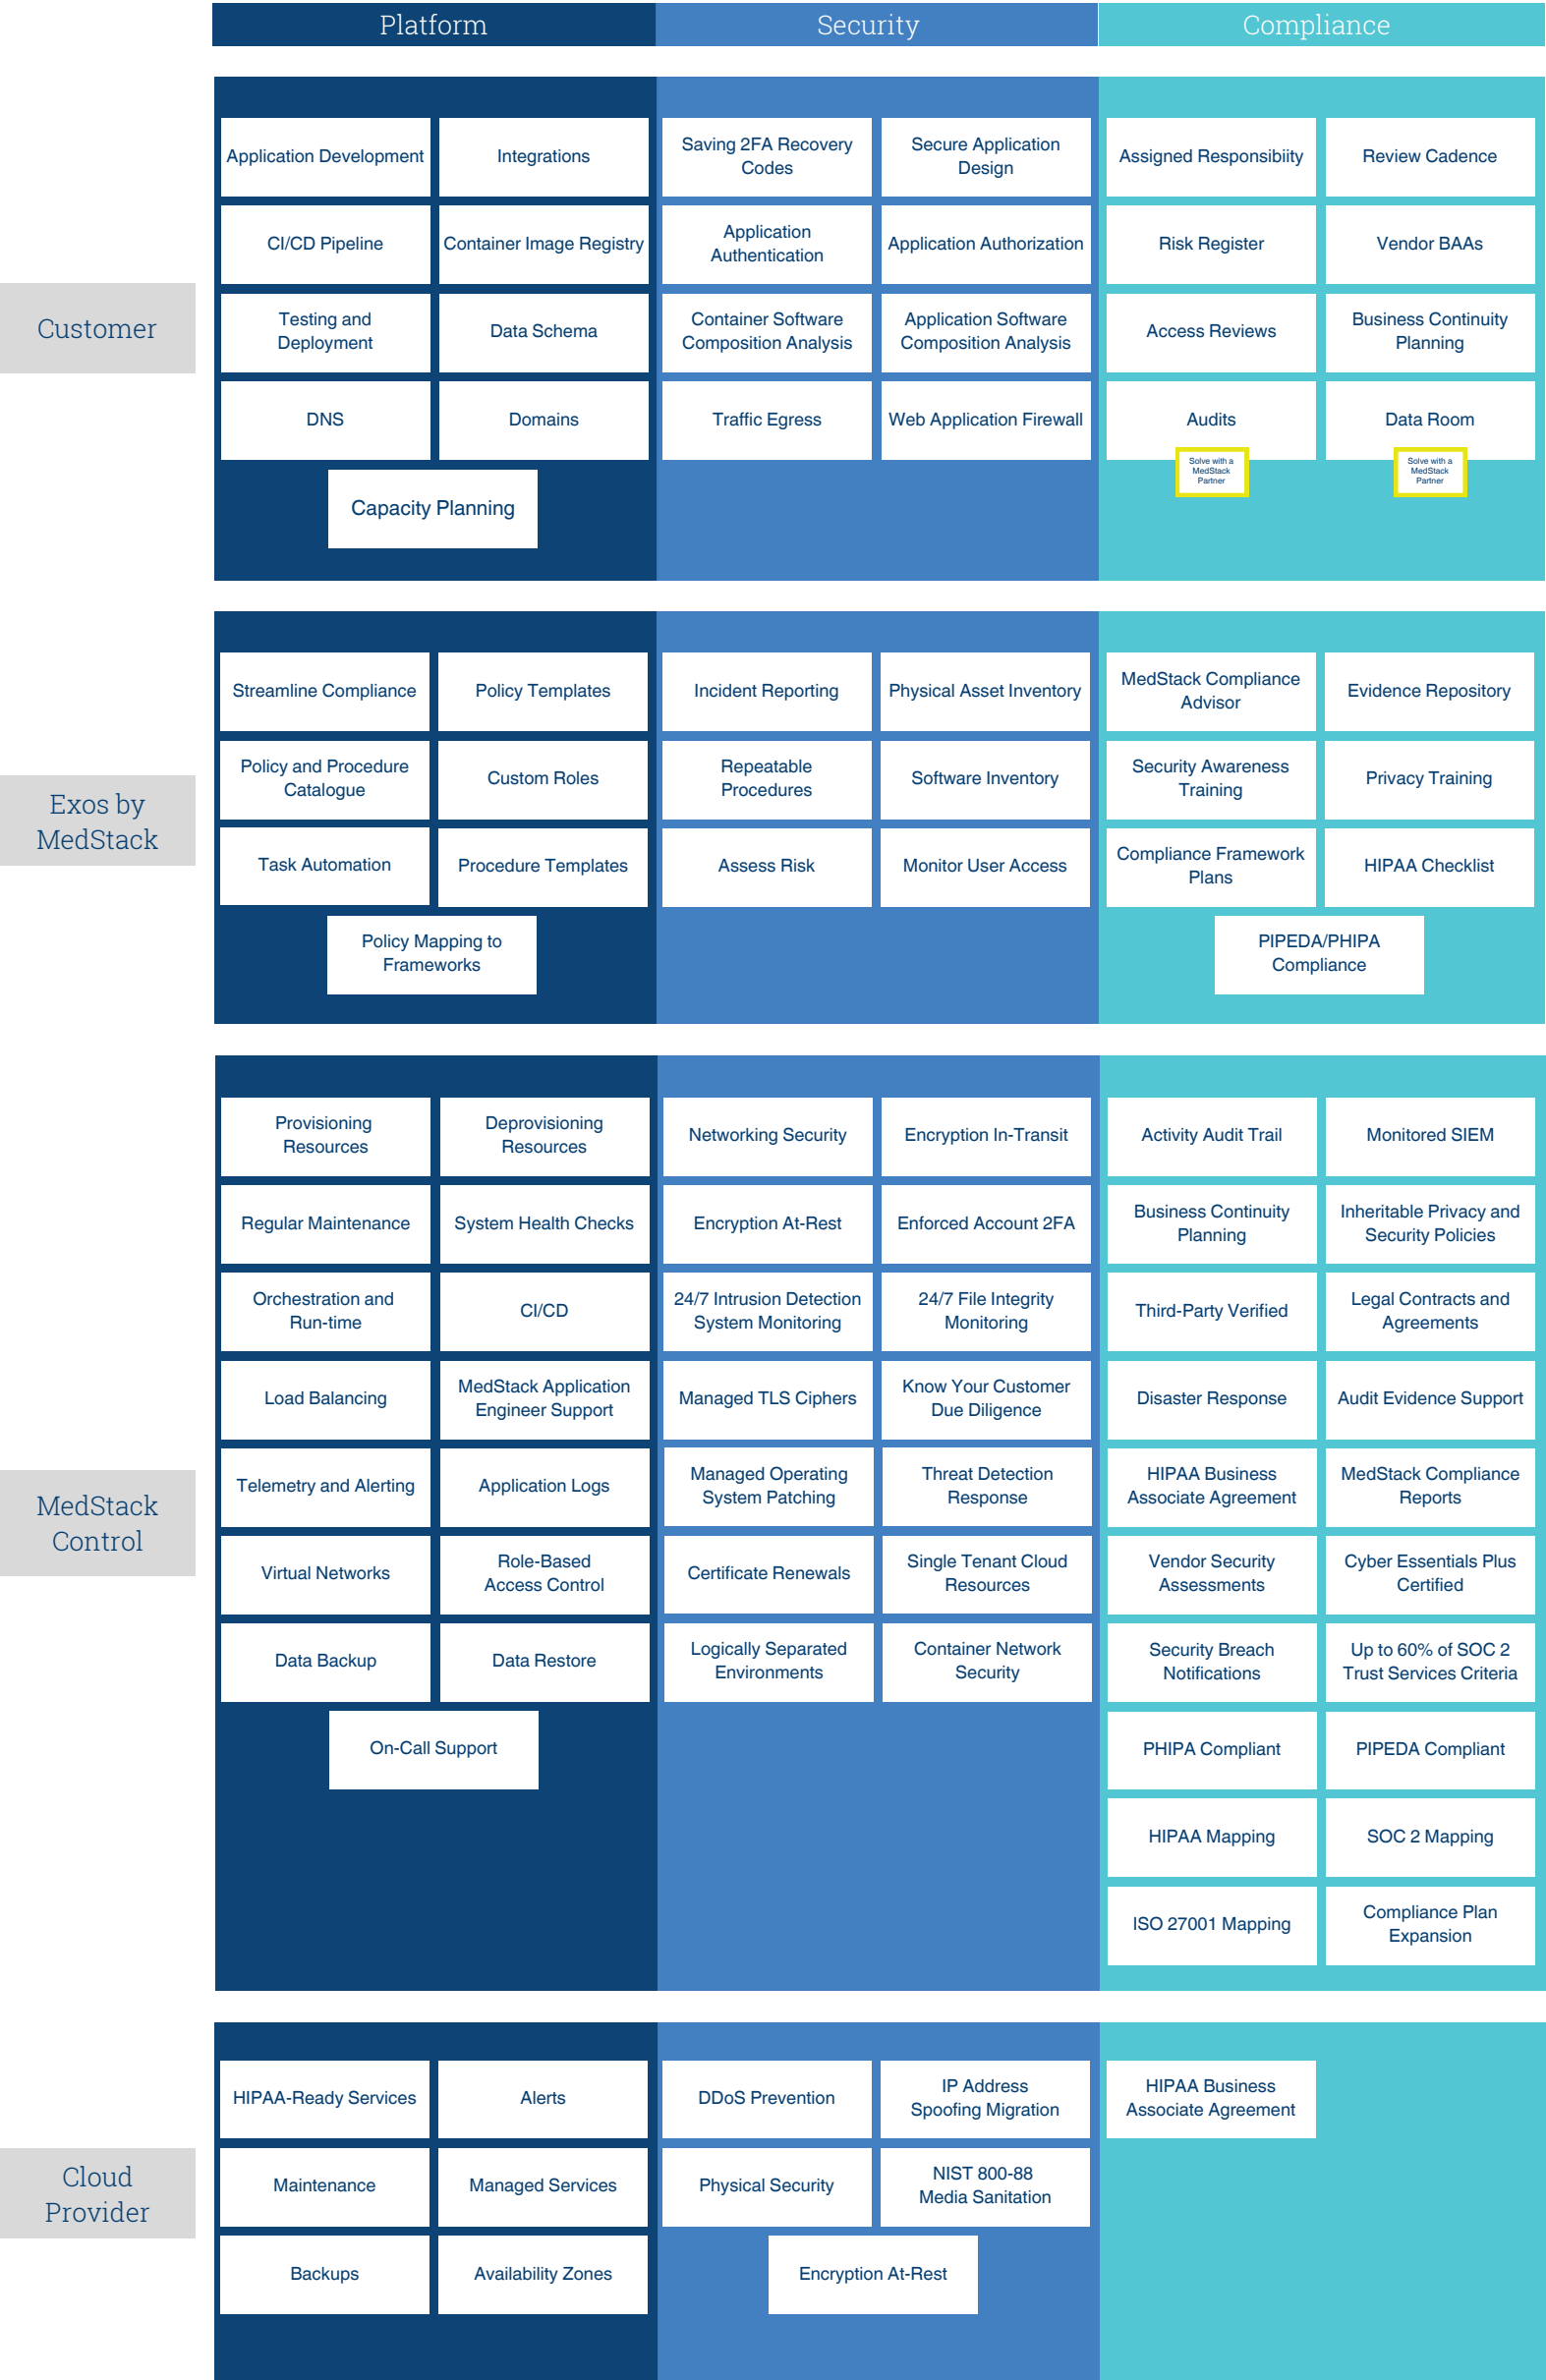 Platform
Security
Compliance
Customer
Application Development
Integrations
Saving 2FA Recovery
Codes
Secure Application
Design
Assigned Responsibiity
Review Cadence
CI/CD Pipeline
Container Image Registry
Application
Authentication
Application Authorization
Risk Register
Vendor BAAs
Testing and
Deployment
Data Schema
Container Software
Composition Analysis
Application Software
Composition Analysis
Access Reviews
Business Continuity
Planning
DNS
Domains
Traffic Egress
Web Application Firewall
Audits
Data Room
Solve with a
MedStack
Partner
Solve with a
MedStack
Partner
Capacity Planning
Exos by
MedStack
Streamline Compliance
Policy Templates
Incident Reporting
Physical Asset Inventory
MedStack Compliance
Advisor
Evidence Repository
Policy and Procedure
Catalogue
Custom Roles
Repeatable
Procedures
Software Inventory
Security Awareness
Training
Privacy Training
Task Automation
Procedure Templates
Assess Risk
Monitor User Access
Compliance Framework
Plans
HIPAA Checklist
Policy Mapping to
Frameworks
PIPEDA/PHIPA
Compliance
MedStack
Control
Provisioning
Resources
Deprovisioning
Resources
Networking Security
Encryption In-Transit
Activity Audit Trail
Monitored SIEM
Regular Maintenance
System Health Checks
Encryption At-Rest
Enforced Account 2FA
Business Continuity
Planning
Inheritable Privacy and
Security Policies
Orchestration and
Run-time
CI/CD
24/7 Intrusion Detection
System Monitoring
24/7 File Integrity
Monitoring
Third-Party Verified
Legal Contracts and
Agreements
Load Balancing
MedStack Application
Engineer Support
Managed TLS Ciphers
Know Your Customer
Due Diligence
Disaster Response
Audit Evidence Support
Telemetry and Alerting
Application Logs
Managed Operating
System Patching
Threat Detection
Response
HIPAA Business
Associate Agreement
MedStack Compliance
Reports
Virtual Networks
Role-Based
Access Control
Certificate Renewals
Single Tenant Cloud
Resources
Vendor Security
Assessments
Cyber Essentials Plus
Certified
Data Backup
Data Restore
Logically Separated
Environments
Container Network
Security
Security Breach
Notifications
Up to 60% of SOC 2
Trust Services Criteria
On-Call Support
PHIPA Compliant
PIPEDA Compliant
HIPAA Mapping
SOC 2 Mapping
ISO 27001 Mapping
Compliance Plan
Expansion
Cloud
Provider
HIPAA-Ready Services
Alerts
DDoS Prevention
IP Address
Spoofing Migration
HIPAA Business
Associate Agreement
Maintenance
Managed Services
Physical Security
NIST 800-88
Media Sanitation
Backups
Availability Zones
Encryption At-Rest